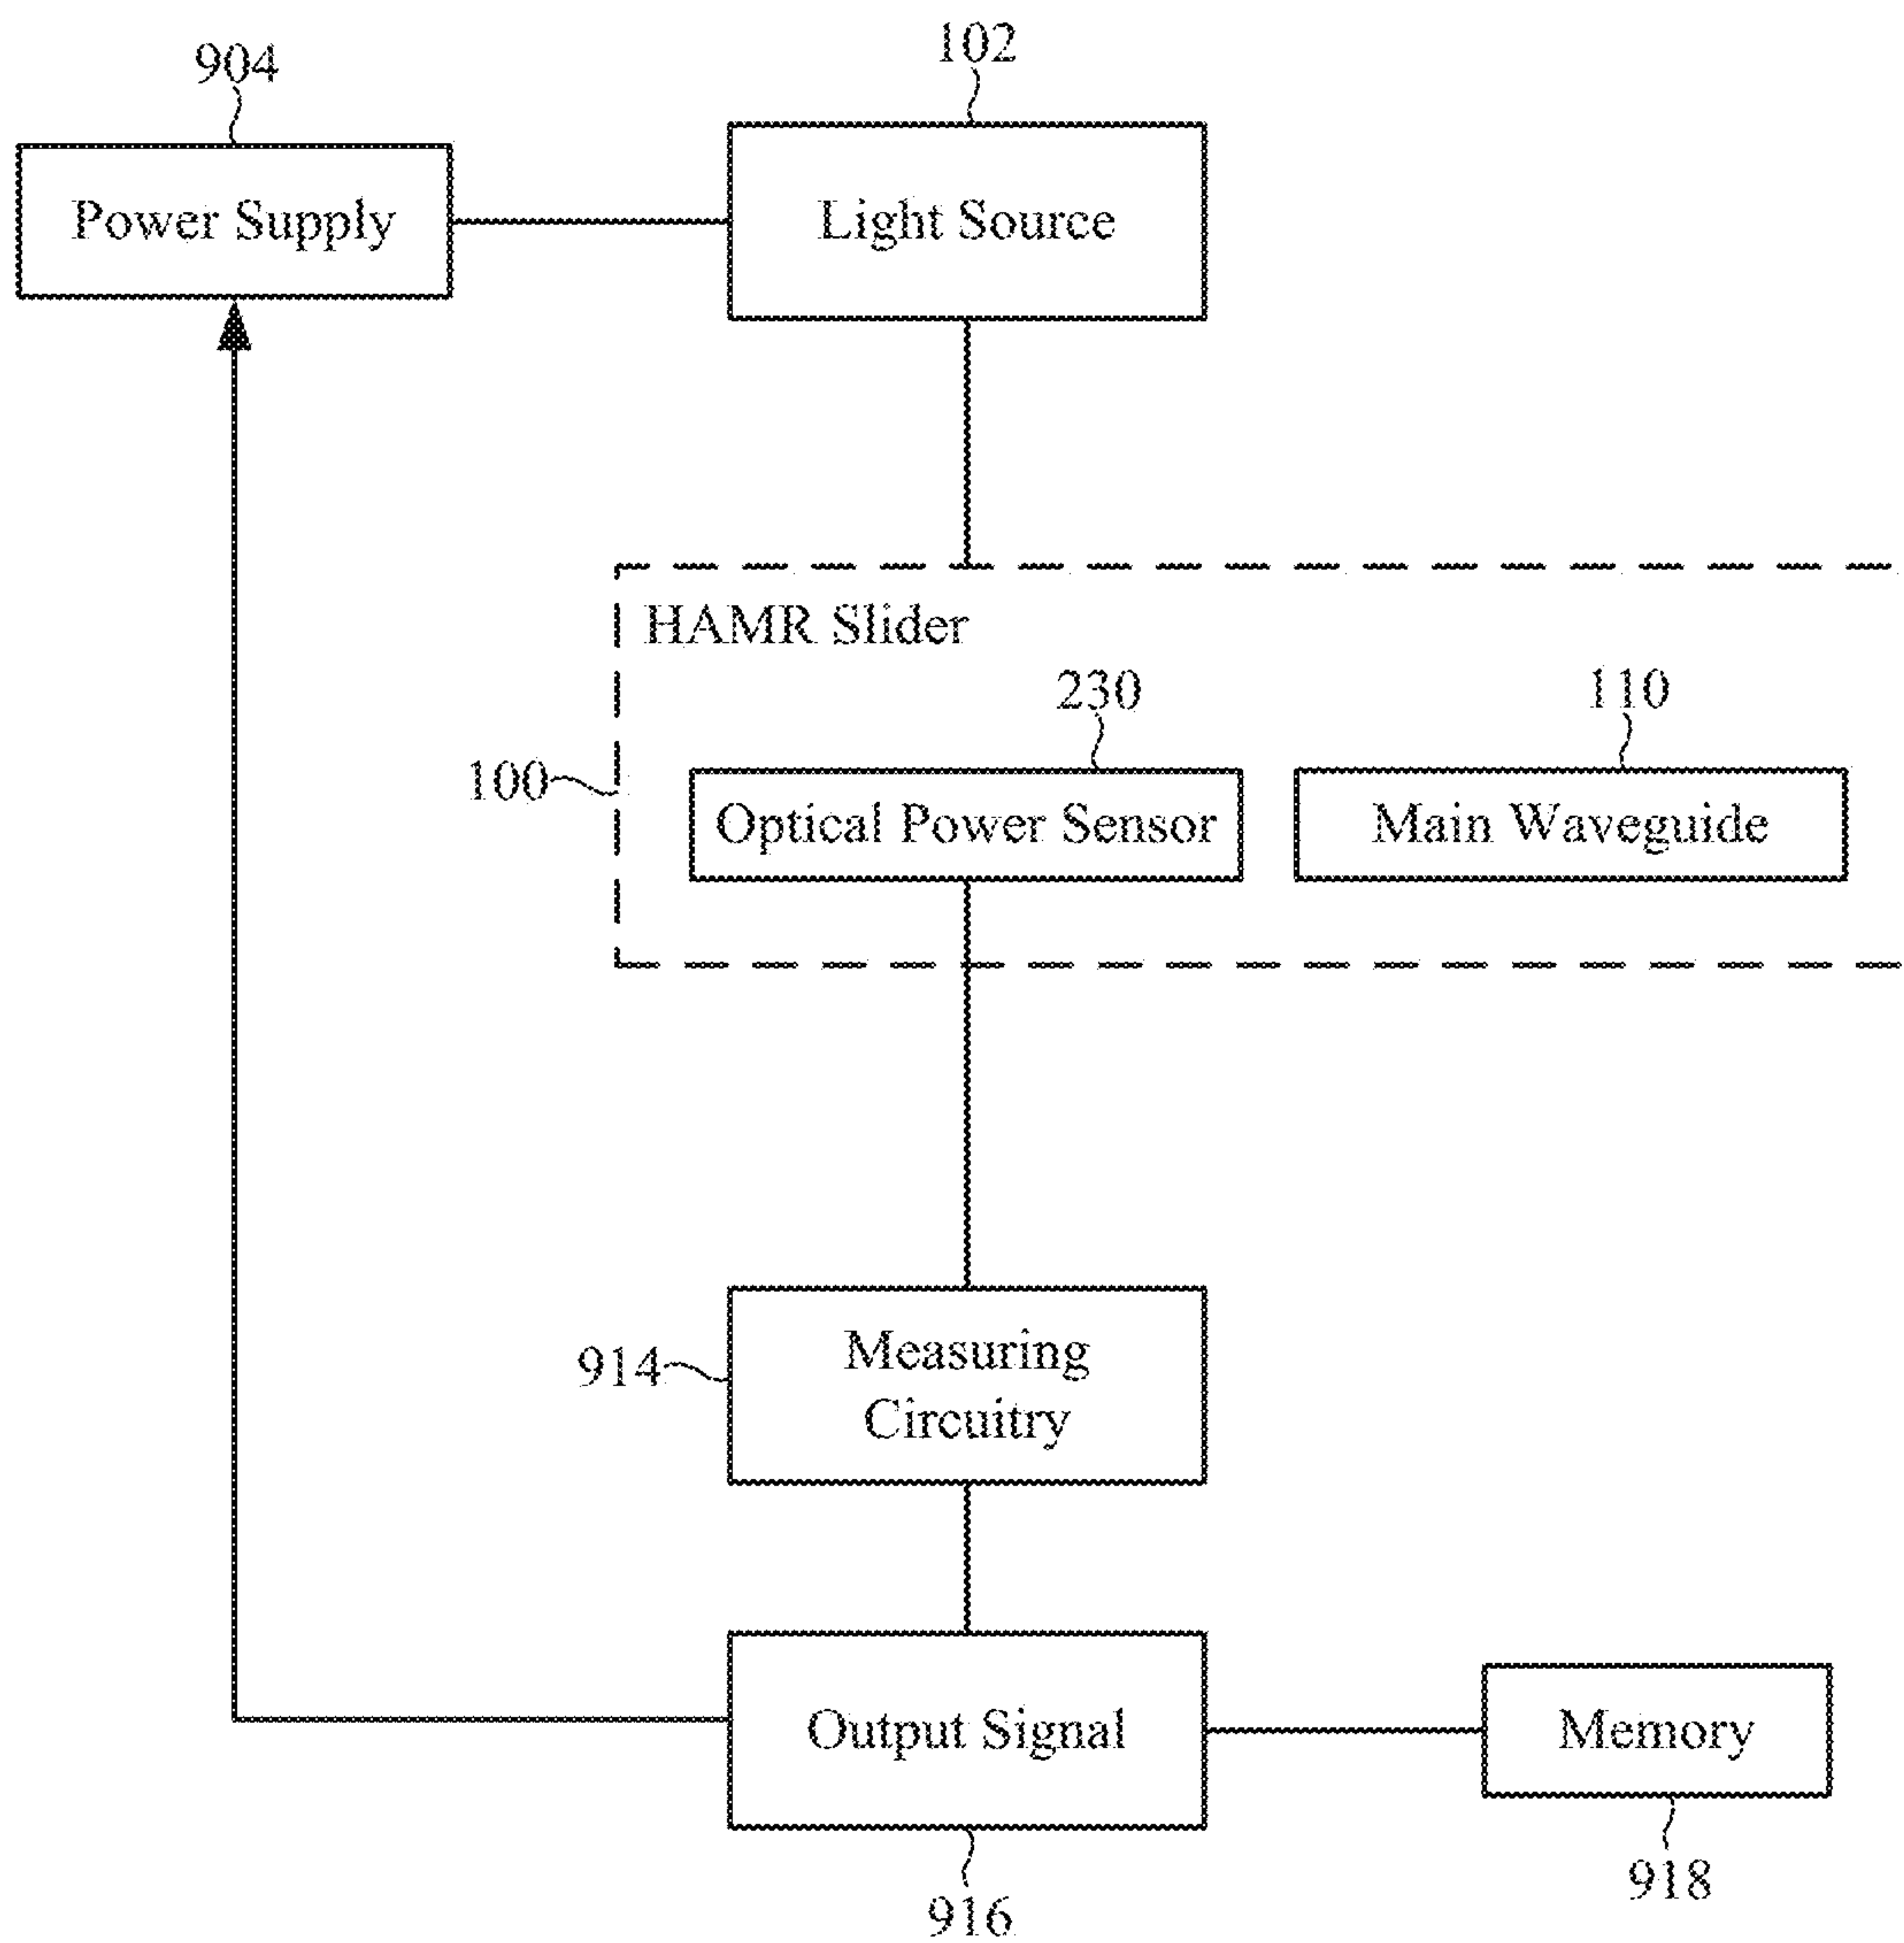 904
102
Power Supply
Light Source
HAMR Slider
230
110
100
Optical Power Sensor
Main Waveguide
914
Measuring
Circuitry
Output Signal
Memory
916
918